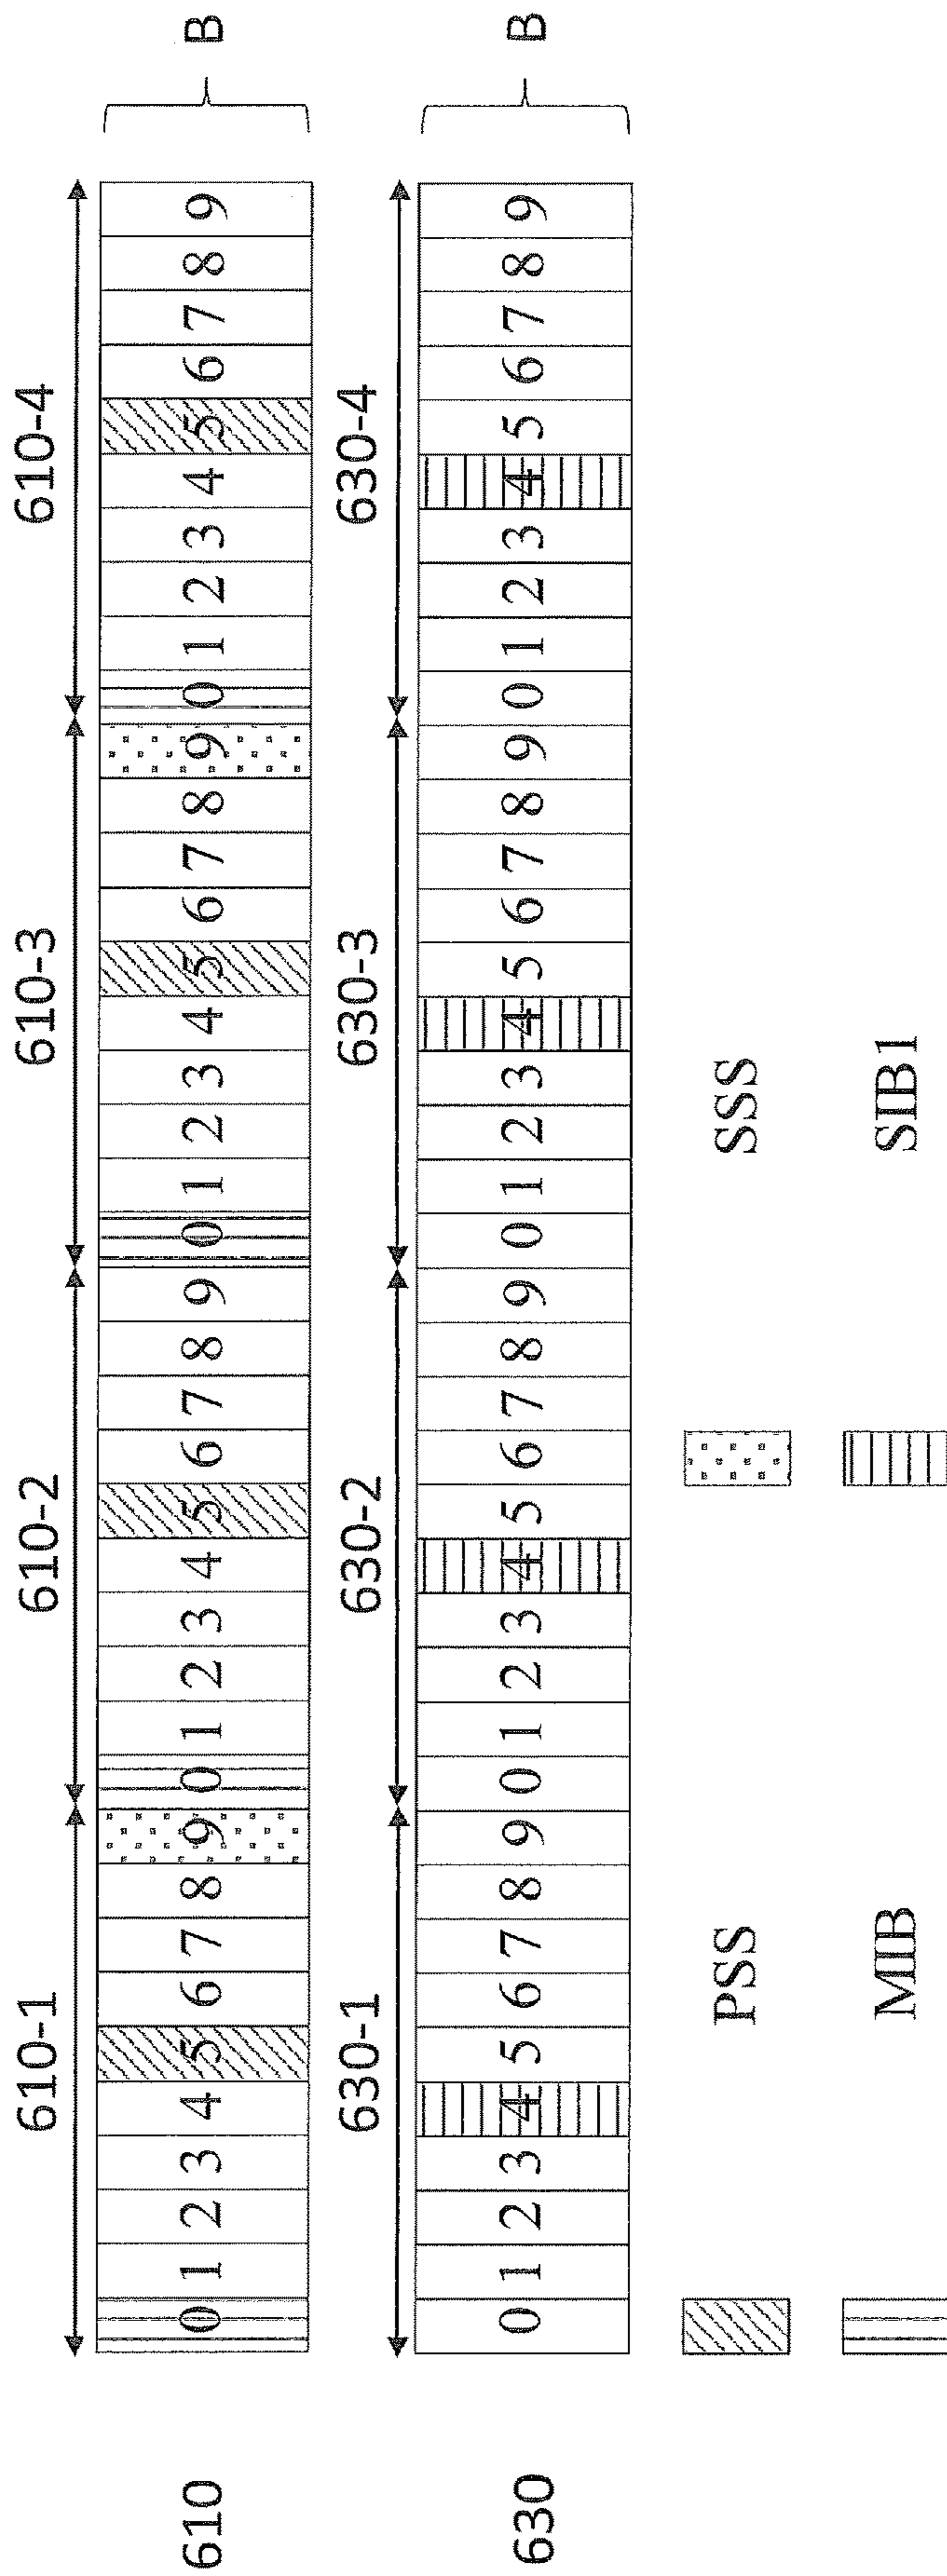 610-1 610-2 610-3 610-4
610 0 1 2 3 4 5 6 7 8 9 0 1 2 3 4 5 6 7 8 9 0 1 2 3 4 5 6 7 8 9 0 1 2 3 4 5 6 7 8 9 B
630-1 630-2 630-3 630-4
630 0 1 2 3 4 5 6 7 8 9 0 1 2 3 4 5 6 7 8 9 0 1 2 3 4 5 6 7 8 9 0 1 2 3 4 5 6 7 8 9 B
PSS SSS
MIB SIB1